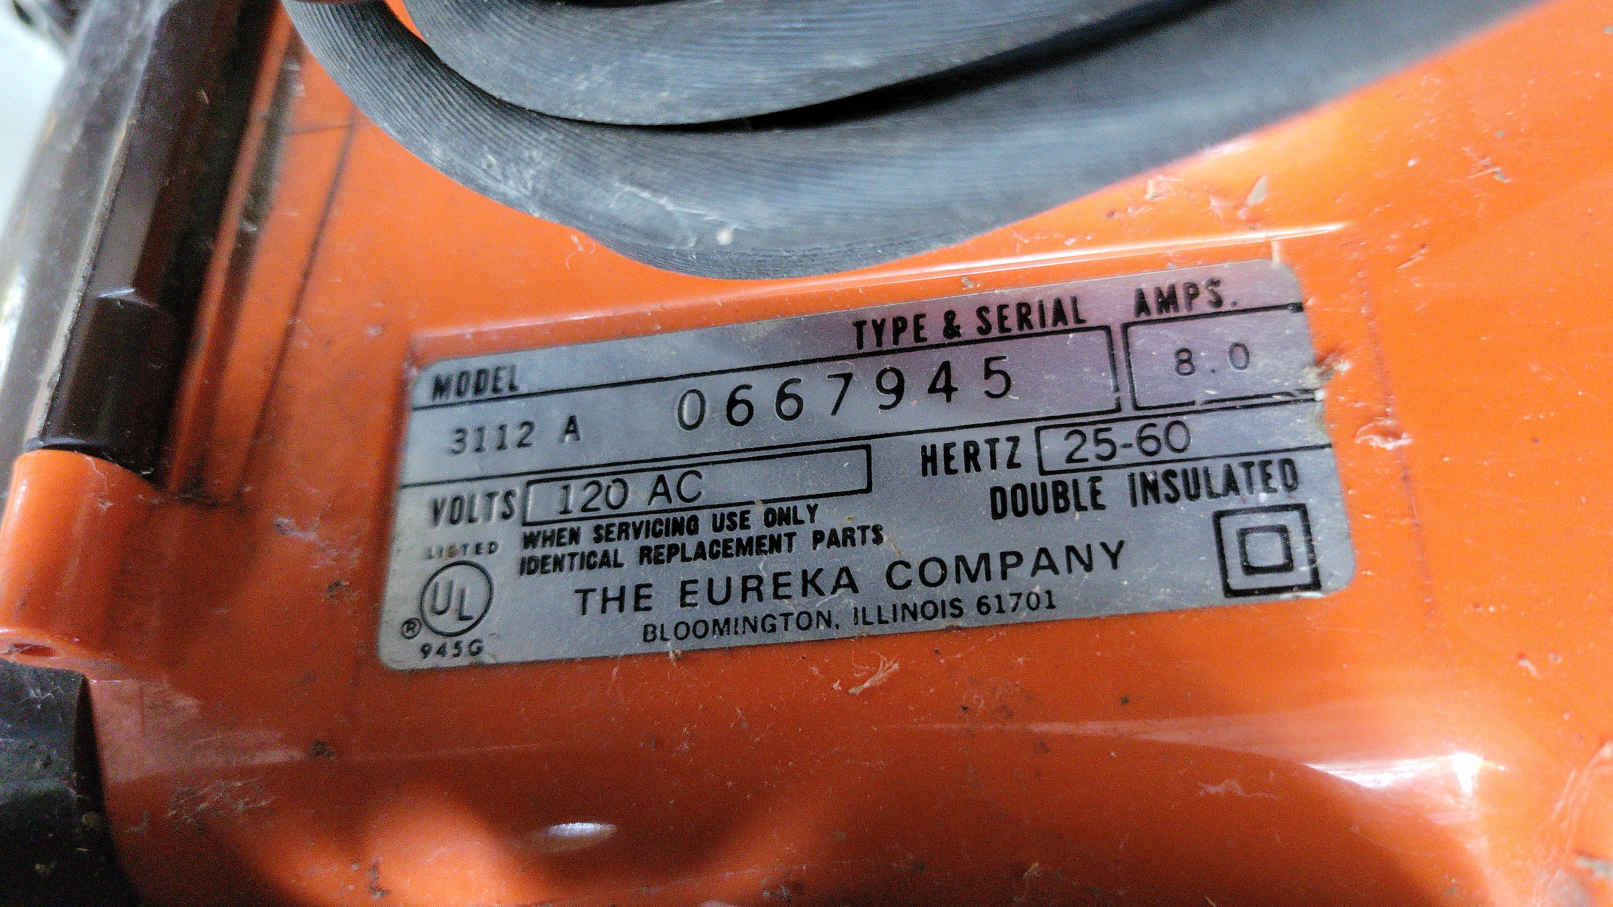 MODEL TYPE & SERIAL AMPS.
3112 A 0667945 8.0
VOLTS 120 AC HERTZ 25-60
WHEN SERVICING USE ONLY DOUBLE INSULATED
LISTED IDENTICAL REPLACEMENT PARTS
UL THE EUREKA COMPANY
® BLOOMINGTON, ILLINOIS 61701
945G